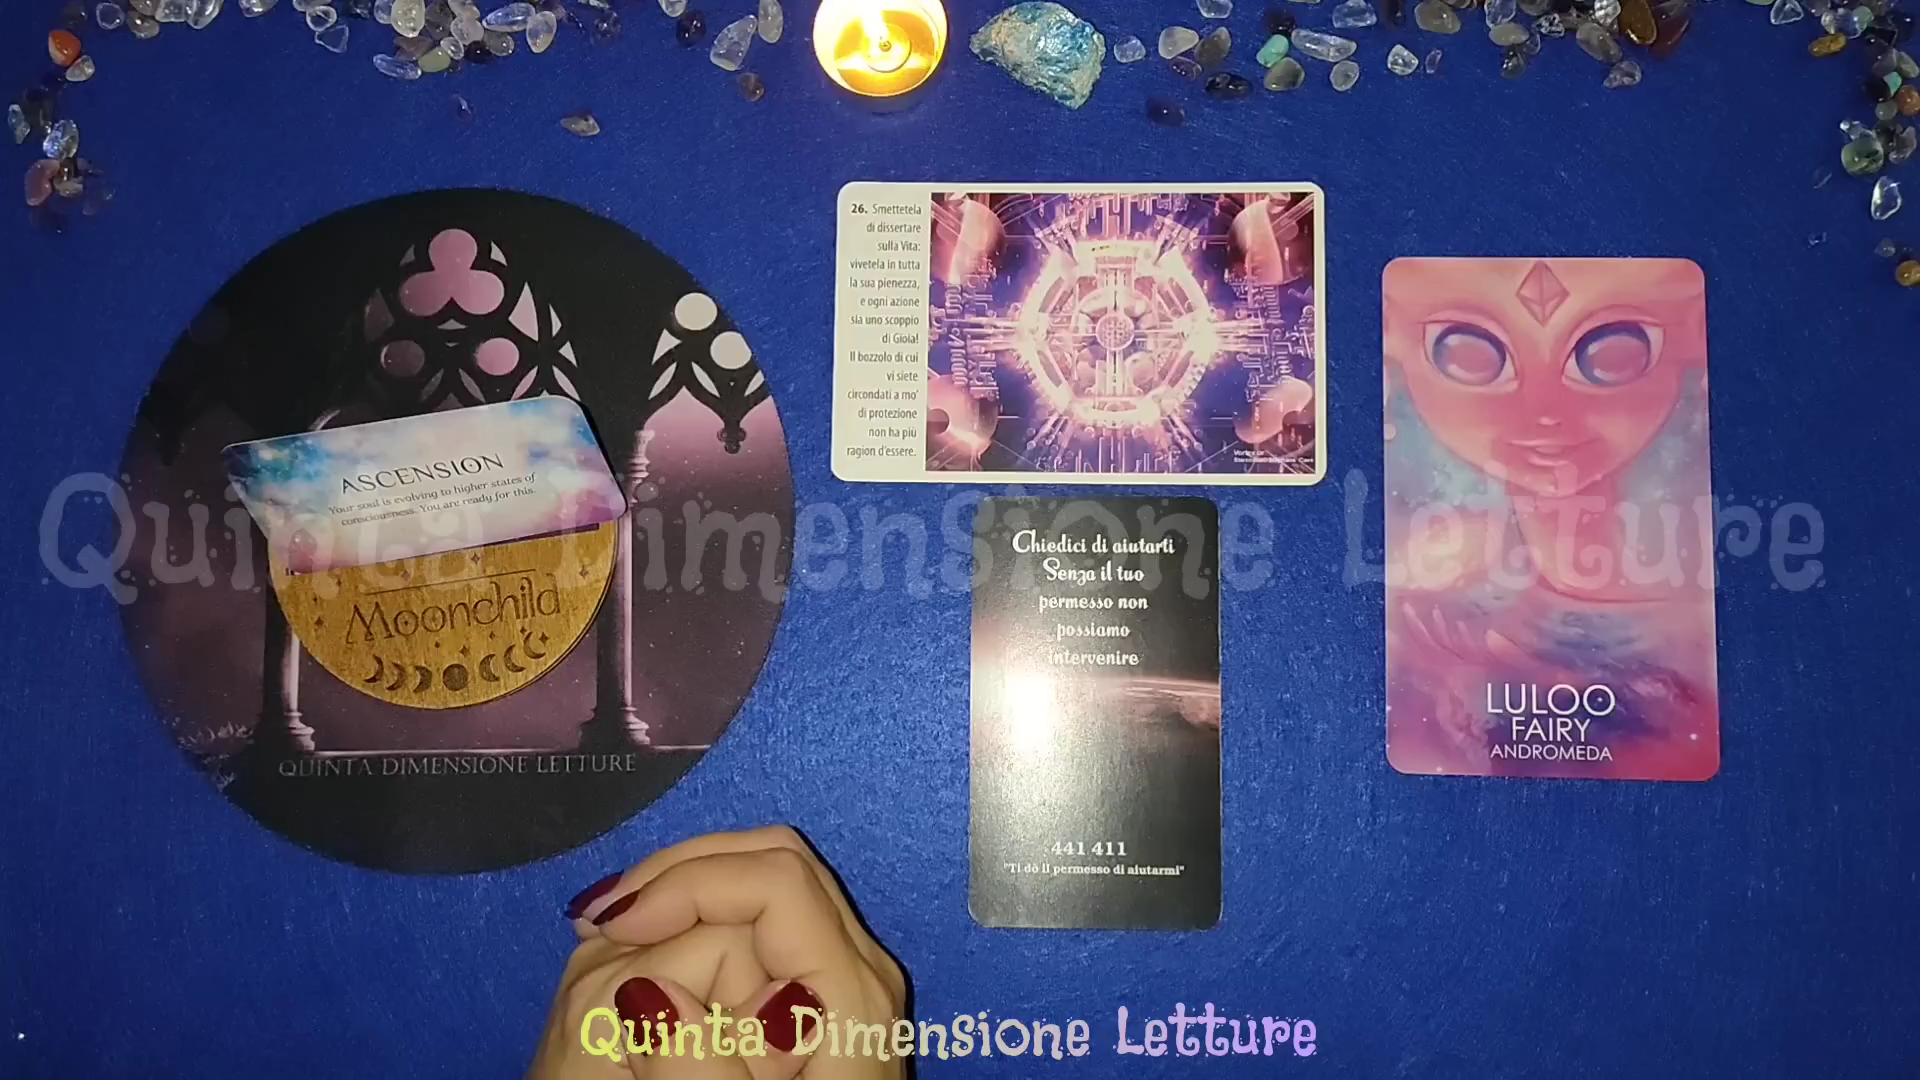 26. Smettetela
di dissertare
sulla Vita:
vivetela in tutta
la sua pienezza,
e ogni azione
sia uno scoppio
di Gioia!
Il bozzolo di cui
vi siete
circondati a mo'
di protezione
non ha più
ragion d'essere.
ASCENSION
Your soul is evolving to higher states of
consciousness. You are ready for this.
Moonchild
QUINTA DIMENSIONE LETTURE
Quinta Dimensione Letture
Chiedici di aiutarti
Senza il tuo
permesso non
possiamo
intervenire
441 411
"Ti dò il permesso di aiutarmi"
LULOO
FAIRY
ANDROMEDA
Quinta Dimensione Letture